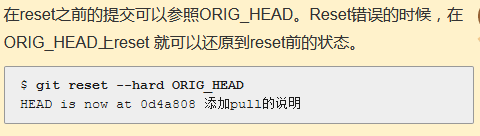 在reset之前的提交可以参照ORIG_HEAD。Reset错误的时候，在
ORIG_HEAD上reset 就可以还原到reset前的状态。
$ git reset --hard ORIG_HEAD
HEAD is now at 0d4a808 添加pull的说明